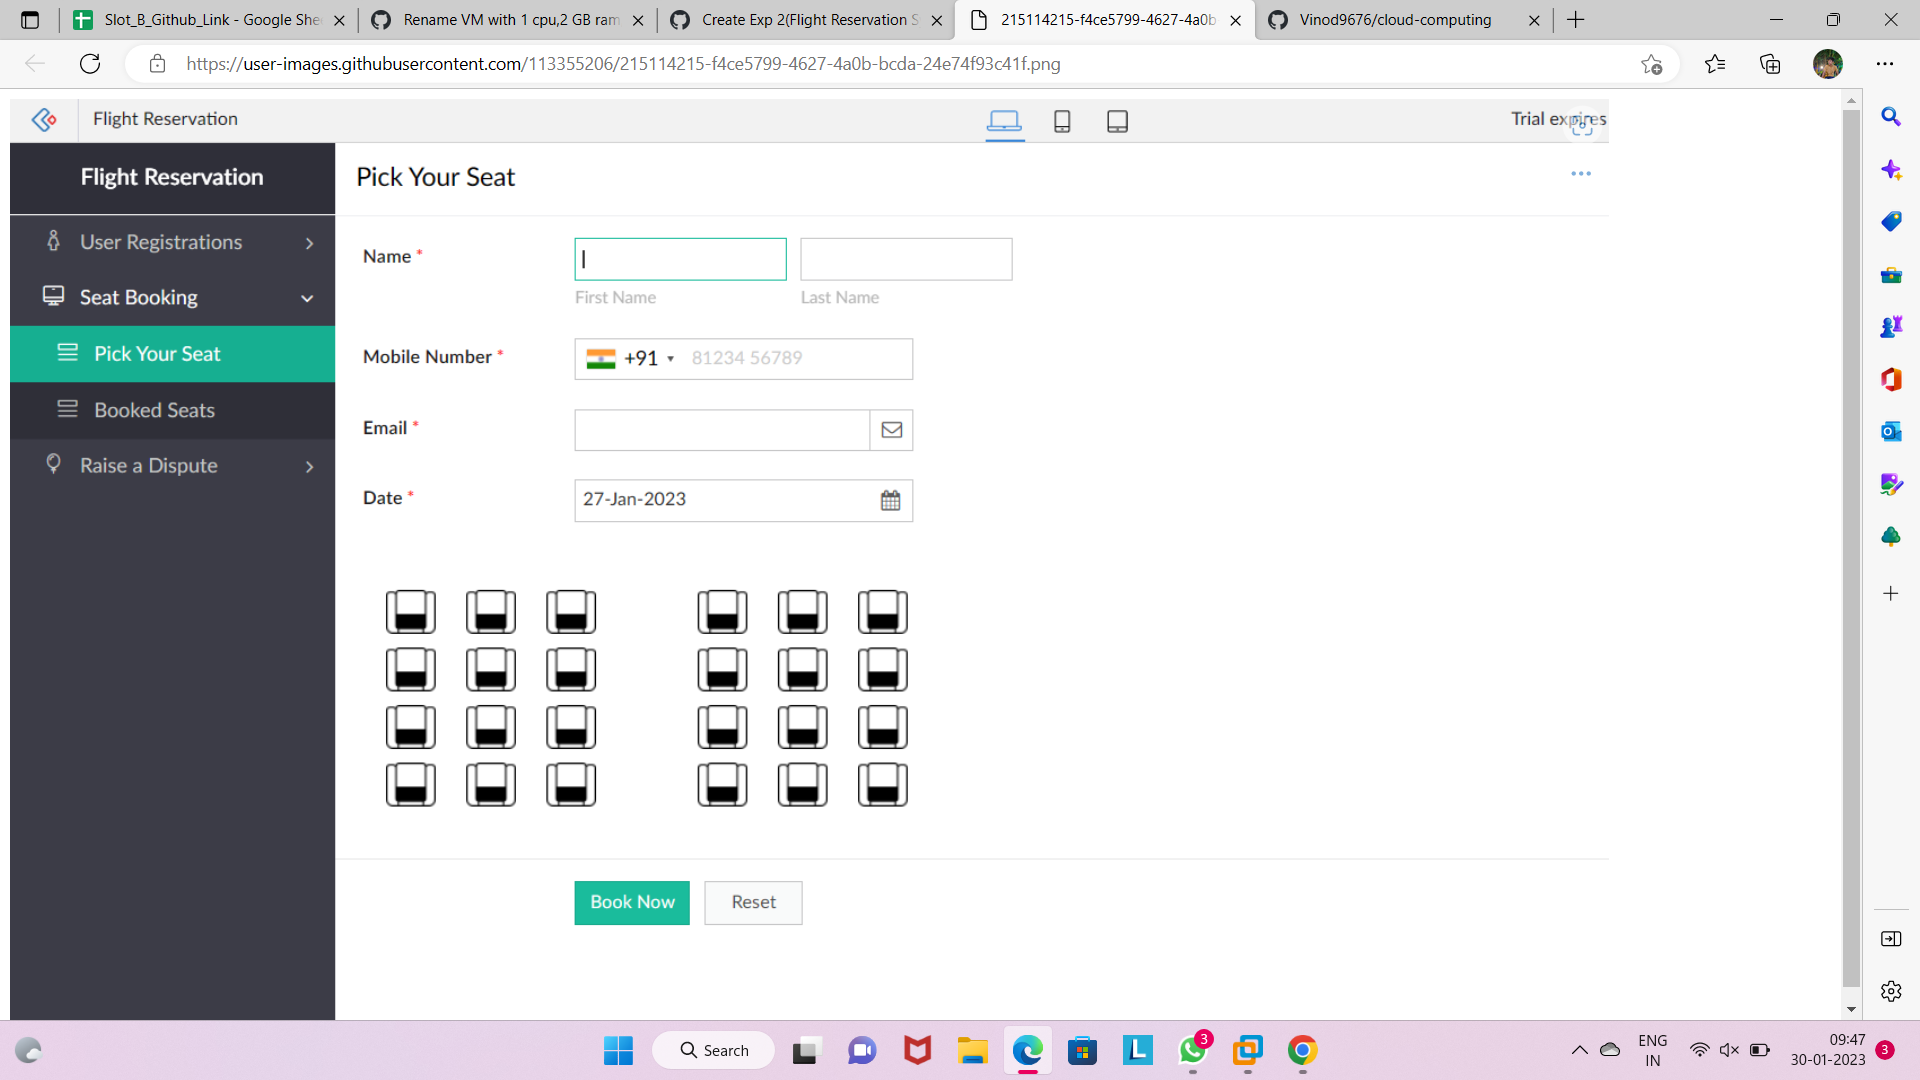 Slot_B_Github_Link - Google She
Rename VM with 1 cpu,2 GB ram
Create Exp 2(Flight Reservation S
215114215-f4ce5799-4627-4a0b
Vinod9676/cloud-computing
https://user-images.githubusercontent.com/113355206/215114215-f4ce5799-4627-4a0b-bcda-24e74f93c41f.png
Flight Reservation
Trial expires
Flight Reservation
Pick Your Seat
User Registrations
Seat Booking
Pick Your Seat
Booked Seats
Raise a Dispute
Name *
First Name
Last Name
Mobile Number *
+91
81234 56789
Email *
Date *
27-Jan-2023
Book Now
Reset
Search
L
3
ENG
IN
09:47
30-01-2023
3